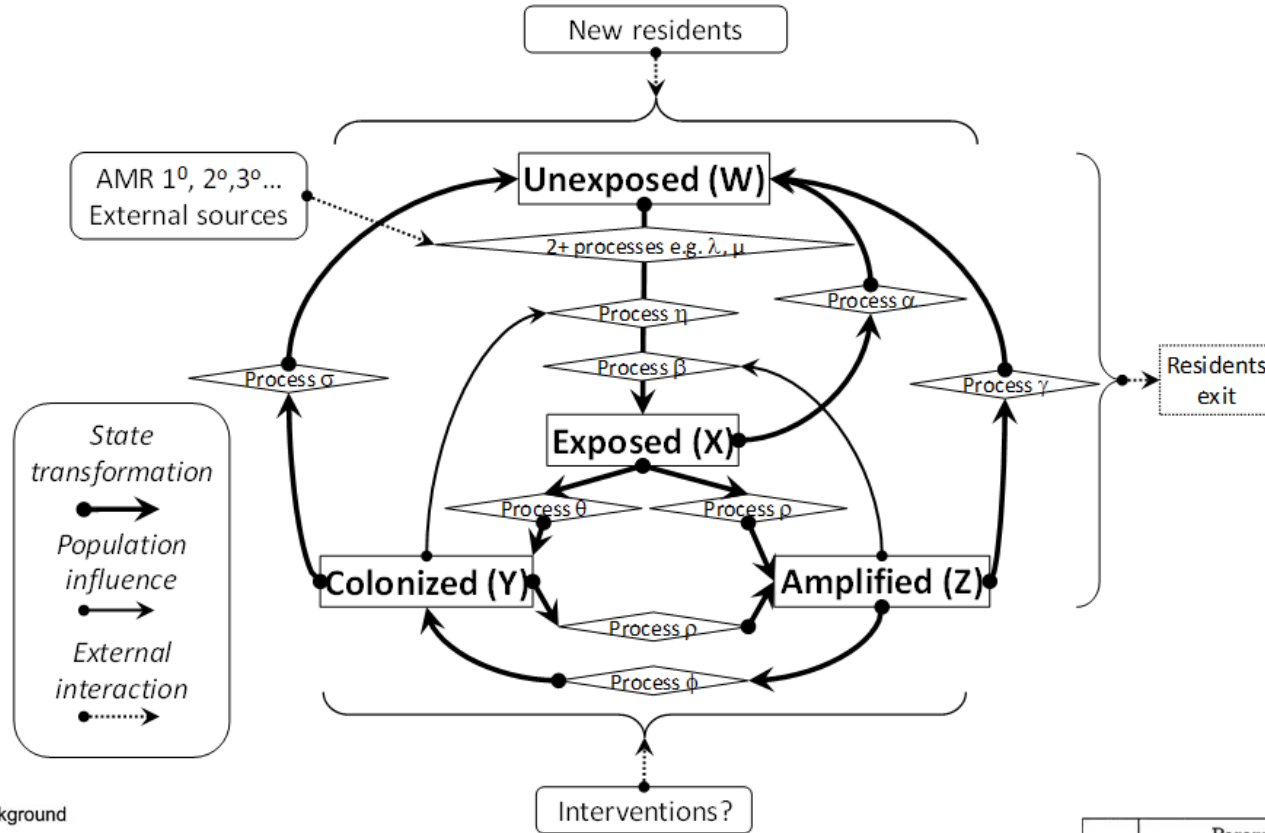 New residents
AMR 1⁰, 2º,3º...
External sources
Unexposed (W)
2+ processes e.g. λ, μ
Process α
Process η
Process β
Process σ
Process γ
Residents
exit
State
transformation
Population
influence
External
interaction
Exposed (X)
Process θ
Process ρ
Colonized (Y)
Amplified (Z)
Process ρ
Process ϕ
Interventions?
kground